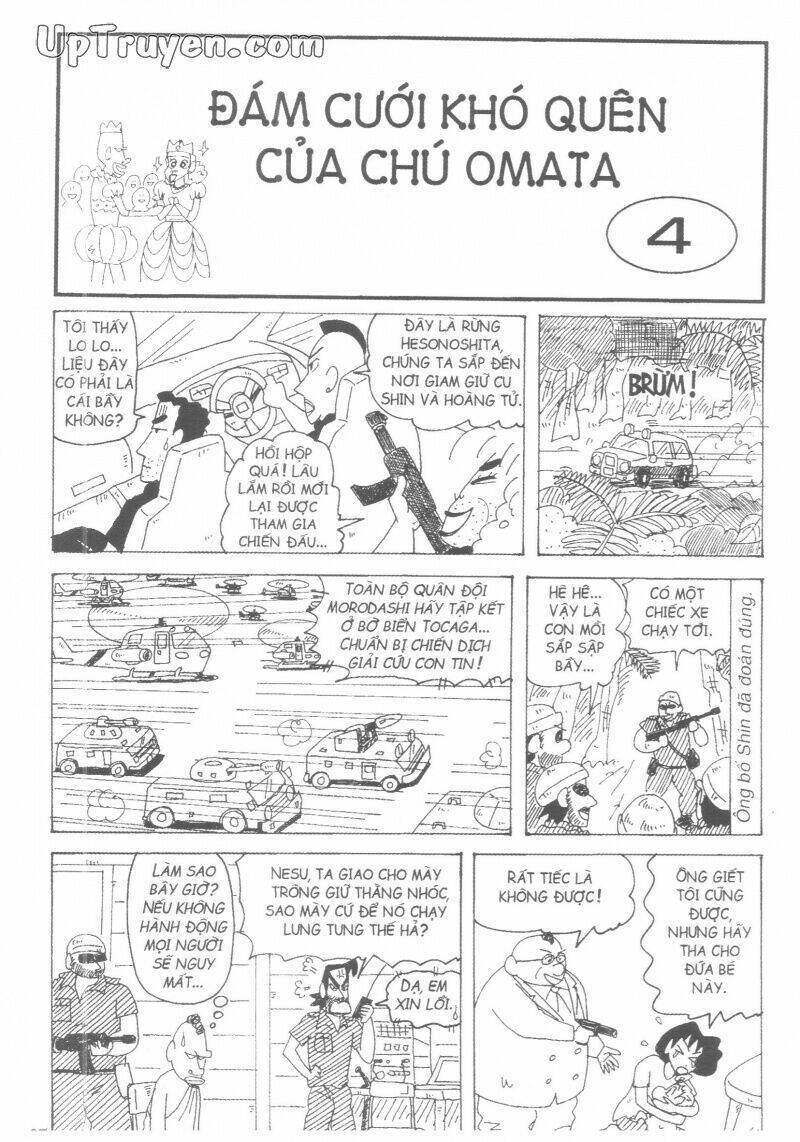 UpTruyen.com
ĐÁM CƯỚI KHÓ QUÊN
CỦA CHÚ OMATA
4
TÔI THẤY
LO LO...
LIỆU ĐÂY
CÓ PHẢI LÀ
CÁI BẪY
KHÔNG?
ĐÂY LÀ RỪNG
HESONOSHITA,
CHÚNG TA SẮP ĐẾN
NƠI GIAM GIỮ CU
SHIN VÀ HOÀNG TỬ.
HỒI HỘP
QUÁ! LÂU
LẮM RỒI MỚI
LẠI ĐƯỢC
THAM GIA
CHIẾN ĐẤU...
BRỪM!
TOÀN BỘ QUÂN ĐỘI
MORODASHI HÃY TẬP KẾT
Ở BỜ BIỂN TOCAGA...
CHUẨN BỊ CHIẾN DỊCH
GIẢI CỨU CON TIN!
HÊ HÊ...
VẬY LÀ
CON MỒI
SẮP SẬP
BẪY...
CÓ MỘT
CHIẾC XE
CHẠY TỚI.
Ông bố Shin đã đoán đúng.
LÀM SAO
BÂY GIỜ?
NẾU KHÔNG
HÀNH ĐỘNG
MỌI NGƯỜI
SẼ NGUY
MẤT...
NESU, TA GIAO CHO MÀY
TRÔNG GIỮ THẰNG NHÓC,
SAO MÀY CỨ ĐỂ NÓ CHẠY
LUNG TUNG THẾ HẢ?
DẠ, EM
XIN LỖI.
RẤT TIẾC LÀ
KHÔNG ĐƯỢC!
ÔNG GIẾT
TÔI CŨNG
ĐƯỢC,
NHƯNG HÃY
THA CHO
ĐỨA BÉ
NÀY.